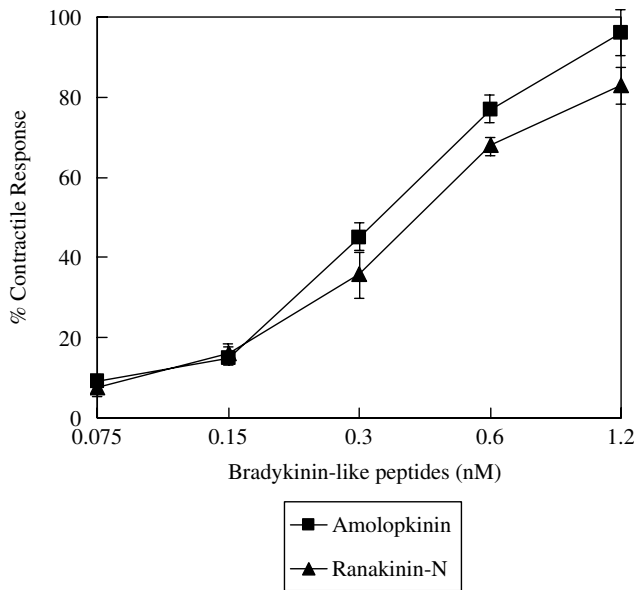 100
80
60
40
20
0
% Contractile Response
0.075 0.15 0.3 0.6 1.2
Bradykinin-like peptides (nM)
Amolopkinin
Ranakinin-N